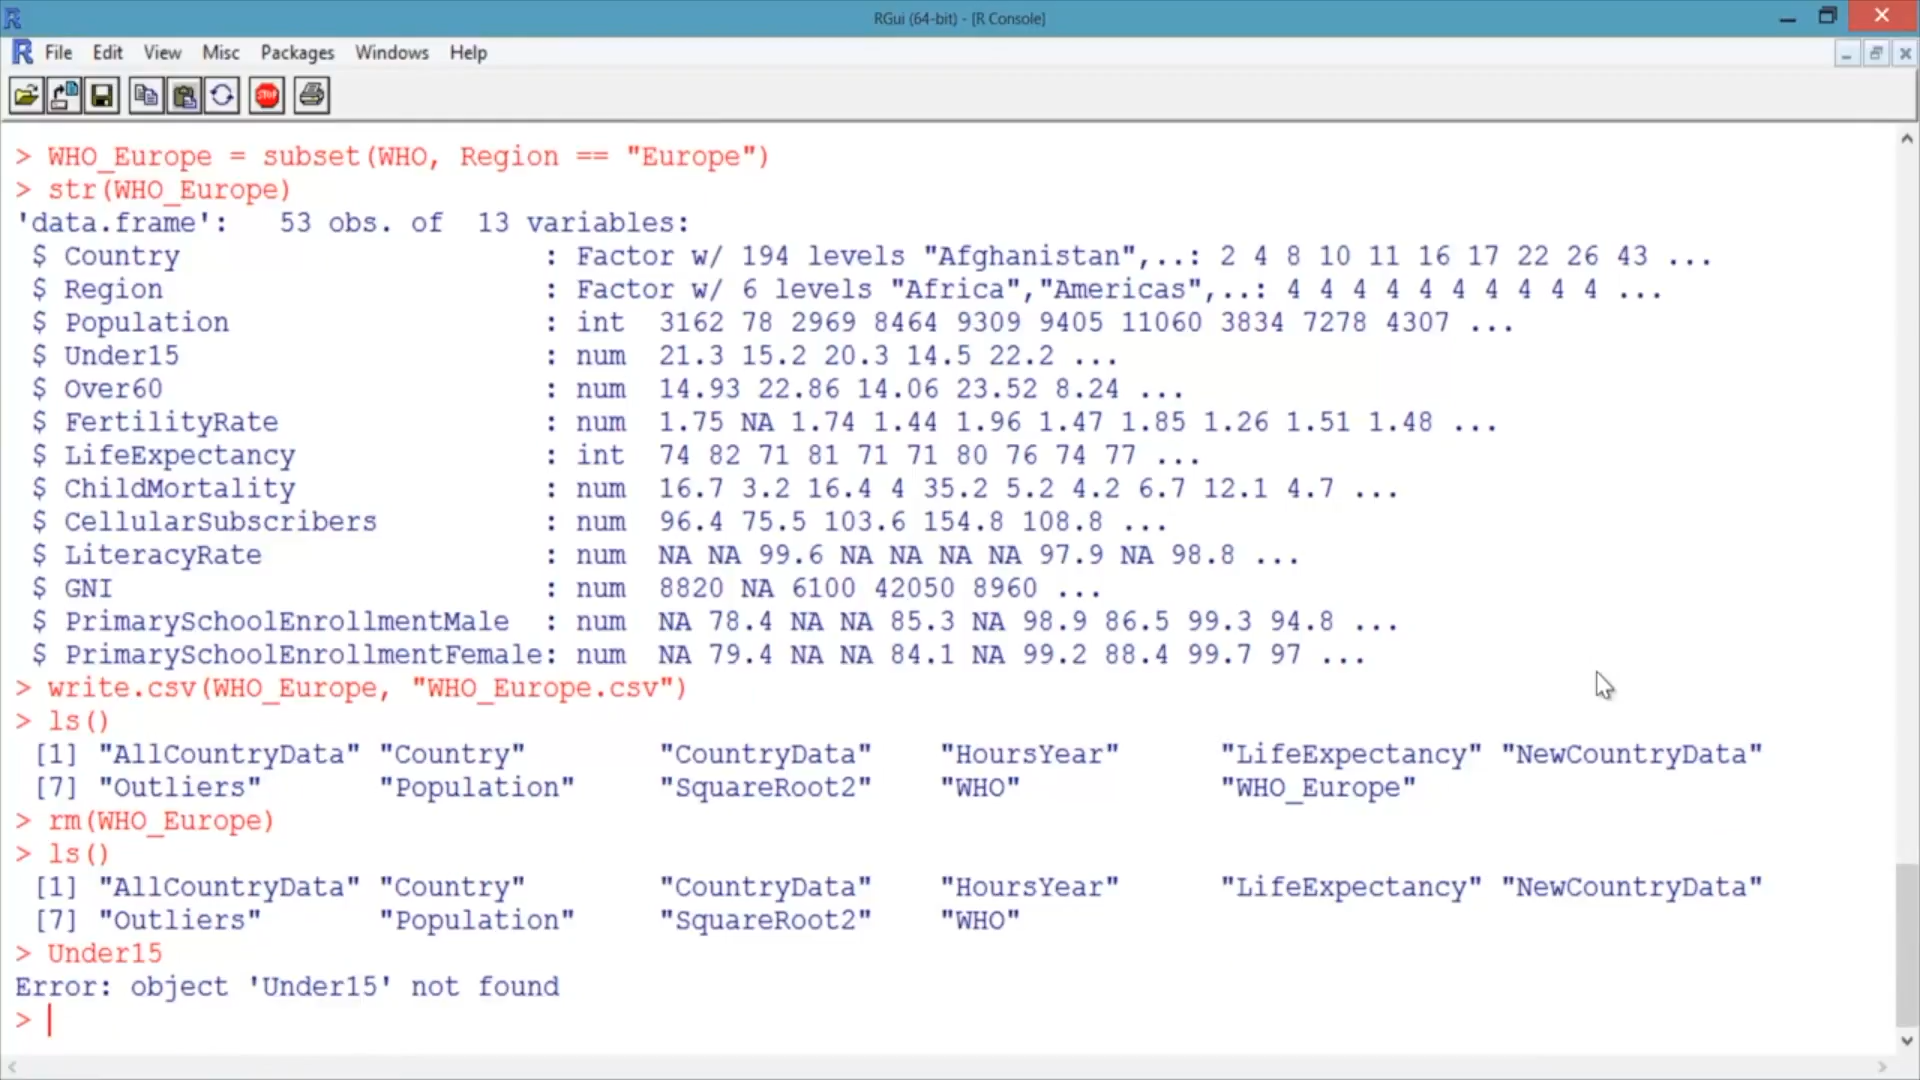 RGui (64-bit) - [R Console]
File Edit View Misc Packages Windows Help
STOP
> WHO_Europe = subset(WHO, Region == "Europe")
> str(WHO_Europe)
'data.frame':   53 obs. of  13 variables:
 $ Country                      : Factor w/ 194 levels "Afghanistan",..: 2 4 8 10 11 16 17 22 26 43 ...
 $ Region                       : Factor w/ 6 levels "Africa","Americas",..: 4 4 4 4 4 4 4 4 4 4 ...
 $ Population                   : int  3162 78 2969 8464 9309 9405 11060 3834 7278 4307 ...
 $ Under15                      : num  21.3 15.2 20.3 14.5 22.2 ...
 $ Over60                       : num  14.93 22.86 14.06 23.52 8.24 ...
 $ FertilityRate                : num  1.75 NA 1.74 1.44 1.96 1.47 1.85 1.26 1.51 1.48 ...
 $ LifeExpectancy               : int  74 82 71 81 71 71 80 76 74 77 ...
 $ ChildMortality               : num  16.7 3.2 16.4 4 35.2 5.2 4.2 6.7 12.1 4.7 ...
 $ CellularSubscribers          : num  96.4 75.5 103.6 154.8 108.8 ...
 $ LiteracyRate                 : num  NA NA 99.6 NA NA NA NA 97.9 NA 98.8 ...
 $ GNI                          : num  8820 NA 6100 42050 8960 ...
 $ PrimarySchoolEnrollmentMale  : num  NA 78.4 NA NA 85.3 NA 98.9 86.5 99.3 94.8 ...
 $ PrimarySchoolEnrollmentFemale: num  NA 79.4 NA NA 84.1 NA 99.2 88.4 99.7 97 ...
> write.csv(WHO_Europe, "WHO_Europe.csv")
> ls()
 [1] "AllCountryData" "Country"        "CountryData"    "HoursYear"      "LifeExpectancy" "NewCountryData"
 [7] "Outliers"       "Population"     "SquareRoot2"    "WHO"            "WHO_Europe"
> rm(WHO_Europe)
> ls()
 [1] "AllCountryData" "Country"        "CountryData"    "HoursYear"      "LifeExpectancy" "NewCountryData"
 [7] "Outliers"       "Population"     "SquareRoot2"    "WHO"
> Under15
Error: object 'Under15' not found
>